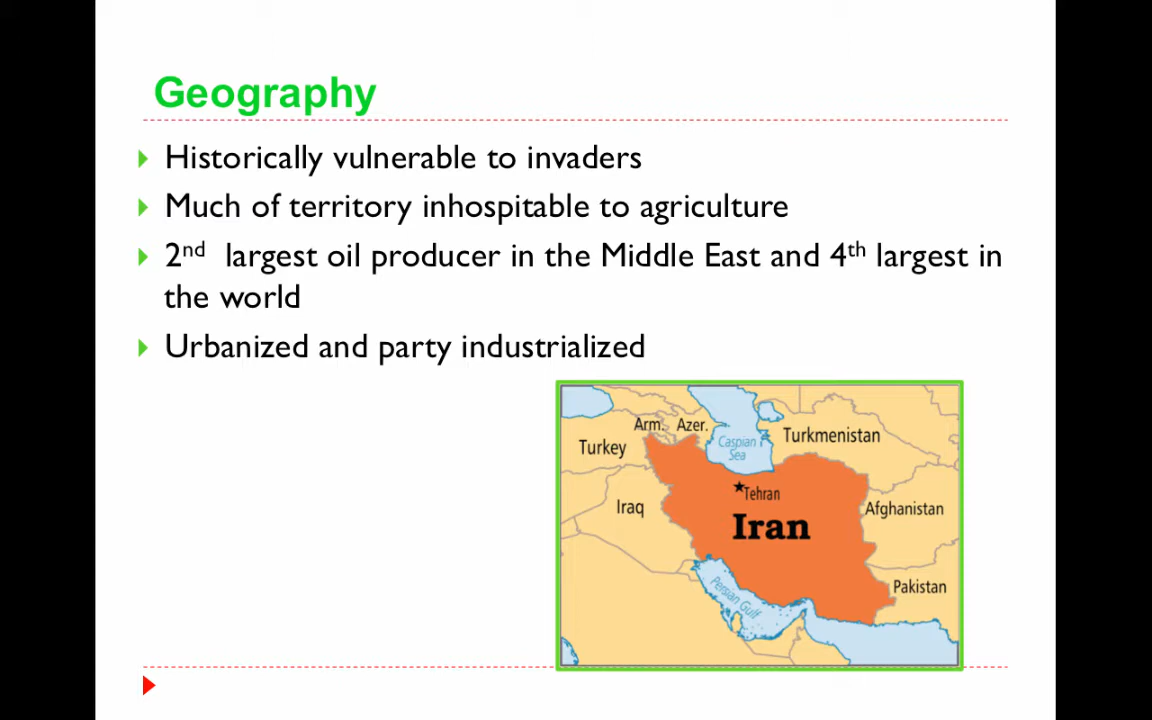 Geography
Historically vulnerable to invaders
Much of territory inhospitable to agriculture
2nd largest oil producer in the Middle East and 4th largest in
the world
Urbanized and party industrialized
Arm. Azer.
Turkey
Caspian
Sea
Turkmenistan
Tehran
Iraq
Iran
Afghanistan
Persian Gulf
Pakistan